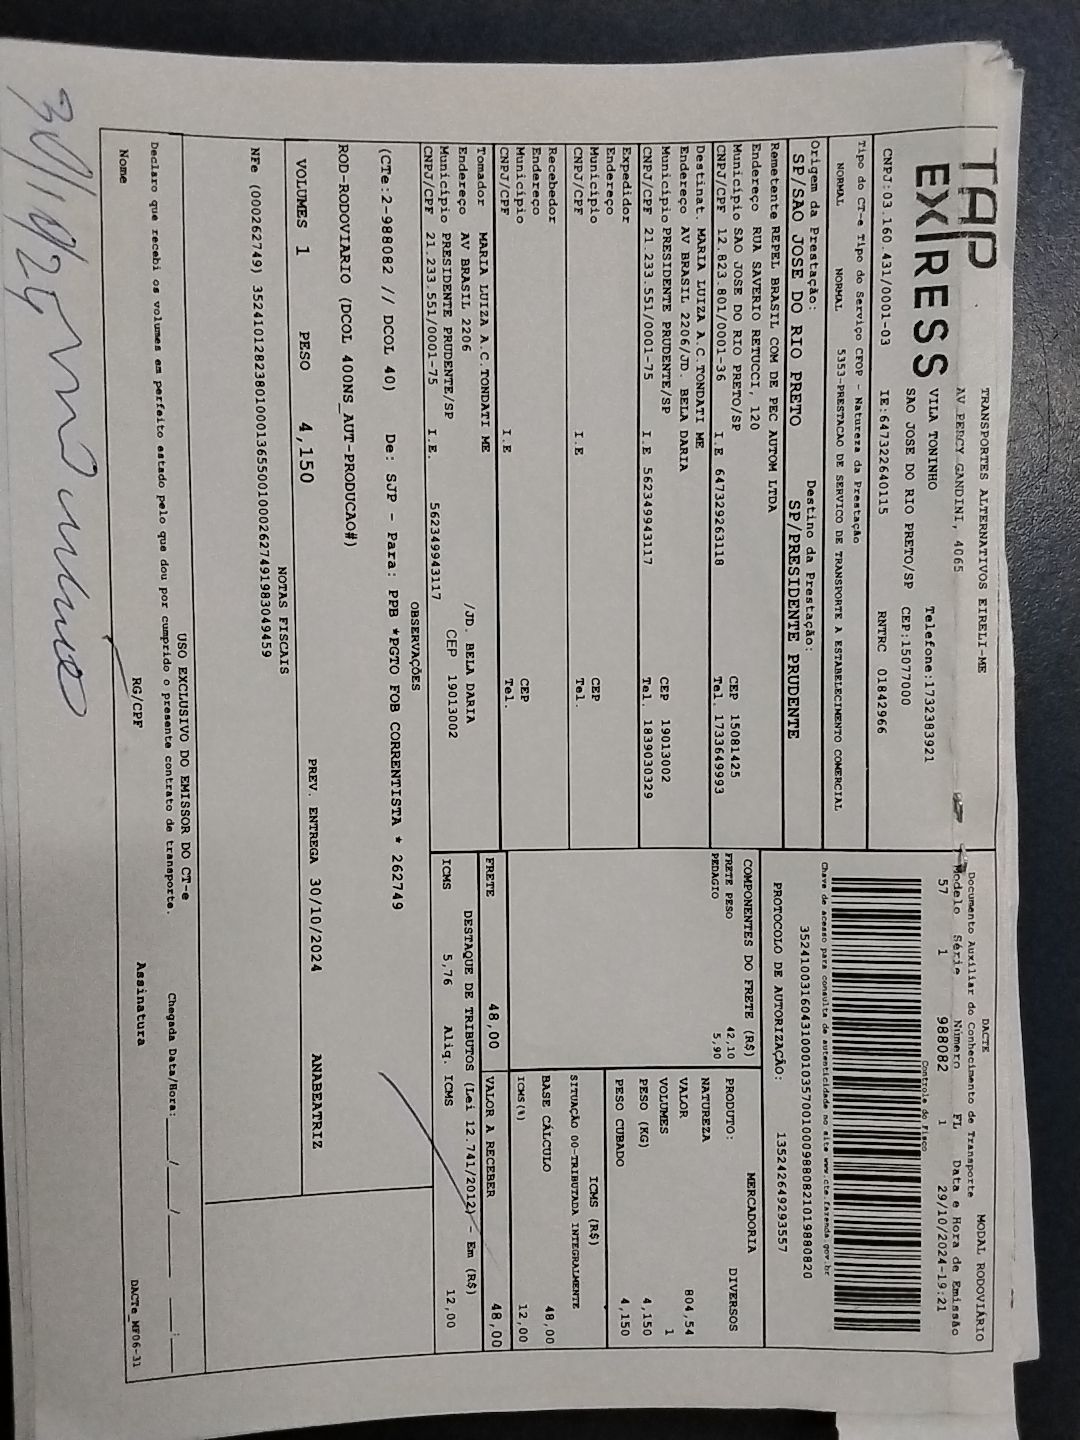 TAP
EX RESS
TRANSPORTES ALTERNATIVOS EIRELI-ME
AV PERCY GANDINI, 4065
VILA TONINHO Telefone:1732383921
SAO JOSE DO RIO PRETO/SP CEP:15077000
CNPJ:03.160.431/0001-03 IE:647322640115 RNTRC 01842966
DACTE MODAL RODOVIÁRIO
Documento Auxiliar do Conhecimento de Transporte
Modelo Série Número FL Data e Hora de Emissão
57 1 988082 1 29/10/2024-19:21
Controle do Fisco
Chave de acesso para consulta de autenticidade no site www.cte.fazenda.gov.br
35241003160431000103570010009880821019880820
PROTOCOLO DE AUTORIZAÇÃO: 135242649293557
Tipo do CT-e Tipo do Serviço CFOP - Natureza da Prestação
NORMAL NORMAL 5353-PRESTACAO DE SERVICO DE TRANSPORTE A ESTABELECIMENTO COMERCIAL
Origem da Prestação: Destino da Prestação:
SP/SAO JOSE DO RIO PRETO SP/PRESIDENTE PRUDENTE
Remetente REPEL BRASIL COM DE PEC AUTOM LTDA
Endereço RUA SAVERIO RETUCCI, 120 CEP 15081425
Município SAO JOSE DO RIO PRETO/SP Tel. 1733649993
CNPJ/CPF 12.823.801/0001-36 I.E 647329263118
Destinat. MARIA LUIZA A.C.TONDATI ME
Endereço AV BRASIL 2206/JD. BELA DARIA
Município PRESIDENTE PRUDENTE/SP CEP 19013002
CNPJ/CPF 21.233.551/0001-75 I.E 562349943117 Tel. 1839030329
Expedidor
Endereço
Município CEP
CNPJ/CPF I.E Tel.
Recebedor
Endereço
Município CEP
CNPJ/CPF I.E Tel.
Tomador MARIA LUIZA A.C.TONDATI ME
Endereço AV BRASIL 2206 /JD. BELA DARIA
Município PRESIDENTE PRUDENTE/SP CEP 19013002
CNPJ/CPF 21.233.551/0001-75 I.E. 562349943117
COMPONENTES DO FRETE (R$)
FRETE PESO 42,10
PEDAGIO 5,90
PRODUTO: MERCADORIA
NATUREZA DIVERSOS
VALOR 804,54
VOLUMES 1
PESO (KG) 4,150
PESO CUBADO 4,150
ICMS (R$)
SITUAÇÃO 00-TRIBUTADA INTEGRALMENTE
BASE CÁLCULO 48,00
ICMS(%) 12,00
FRETE 48,00 VALOR A RECEBER 48,00
DESTAQUE DE TRIBUTOS (Lei 12.741/2012) - Em (R$)
ICMS 5,76 Aliq. ICMS 12,00
OBSERVAÇÕES
(CTe:2-988082 // DCOL 40) De: SJP - Para: PPB *PGTO FOB CORRENTISTA * 262749
ROD-RODOVIARIO (DCOL 400NS_AUT-PRODUCAO#)
VOLUMES 1 PESO 4,150 PREV. ENTREGA 30/10/2024 ANABEATRIZ
NOTAS FISCAIS
NFe (000262749) 35241012823801000136550010002627491983049459
USO EXCLUSIVO DO EMISSOR DO CT-e
Declaro que recebi os volumes em perfeito estado pelo que dou por cumprido o presente contrato de transporte. Chegada Data/Hora: ___/___/_____ ___:___
Nome RG/CPF Assinatura DACTe_MF06-31